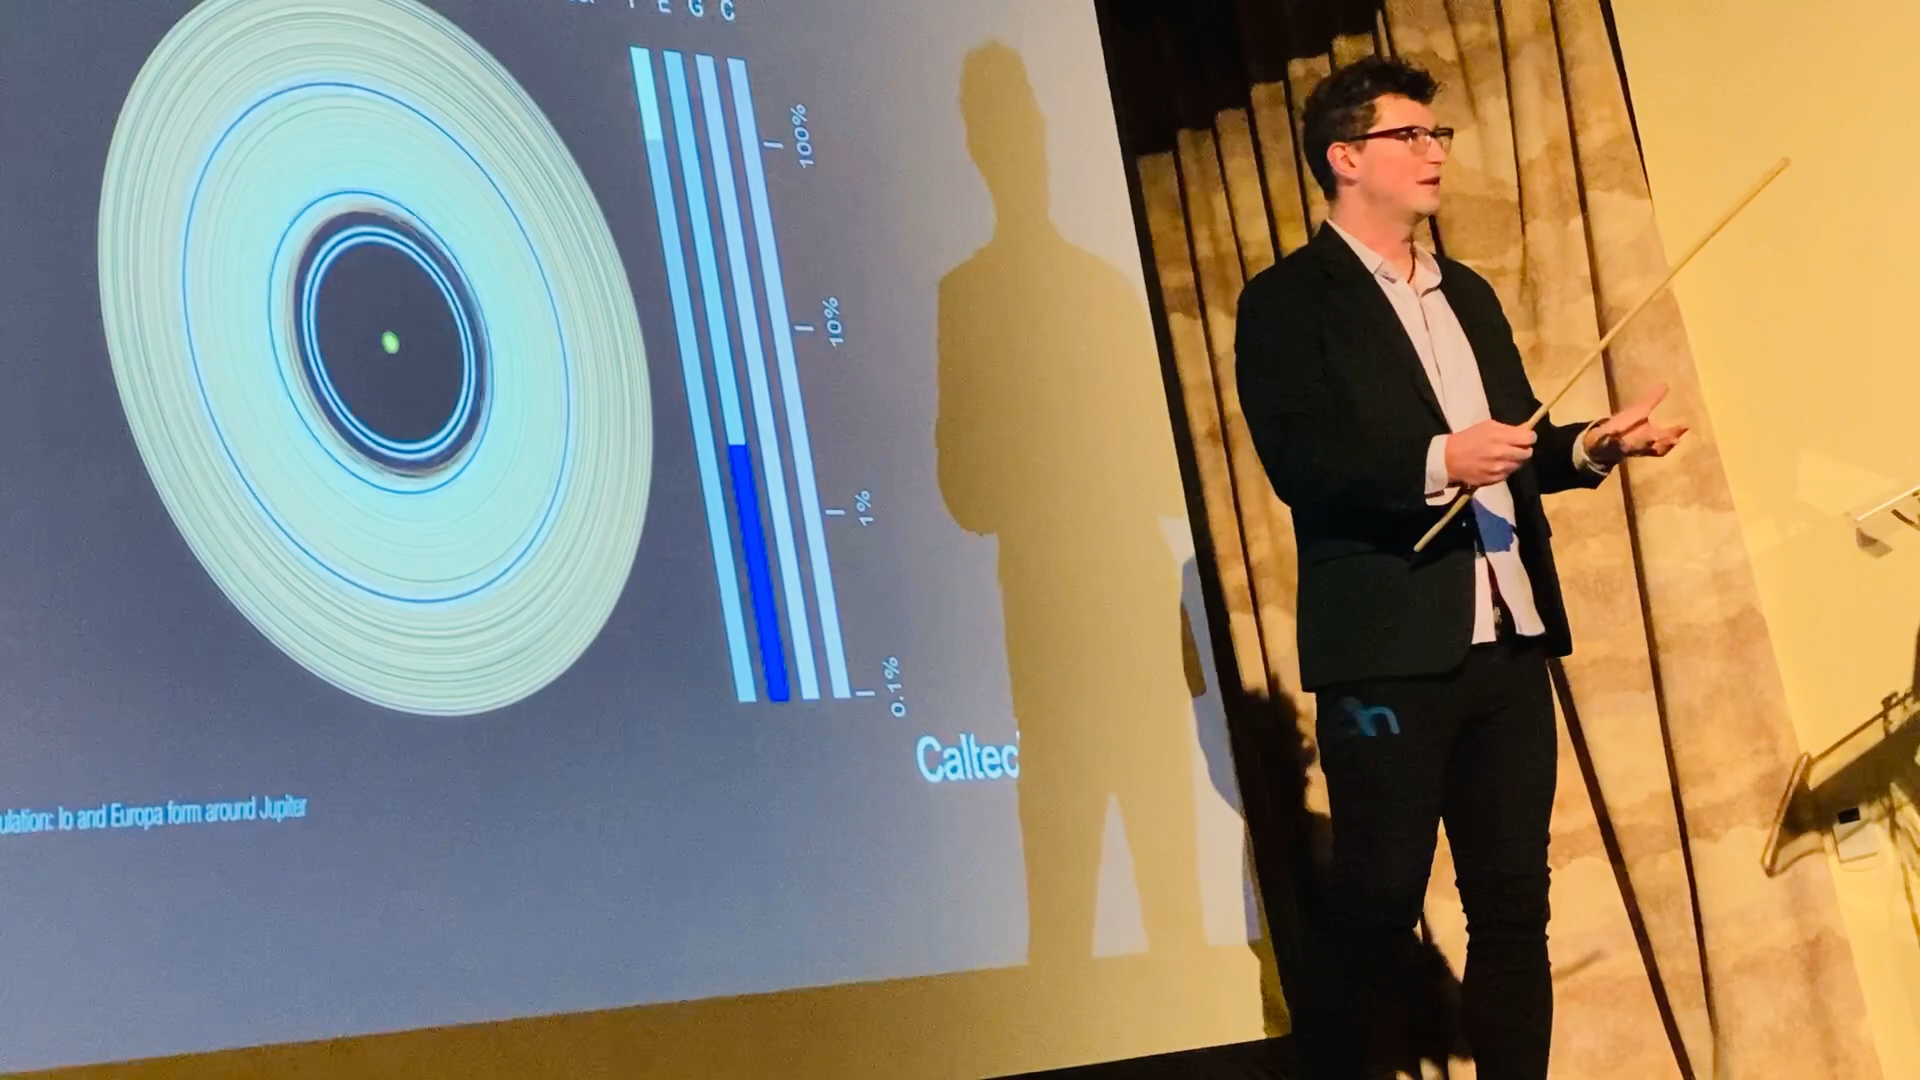 I E G C
100%
10%
1%
0.1%
Caltec
ulation: Io and Europa form around Jupiter